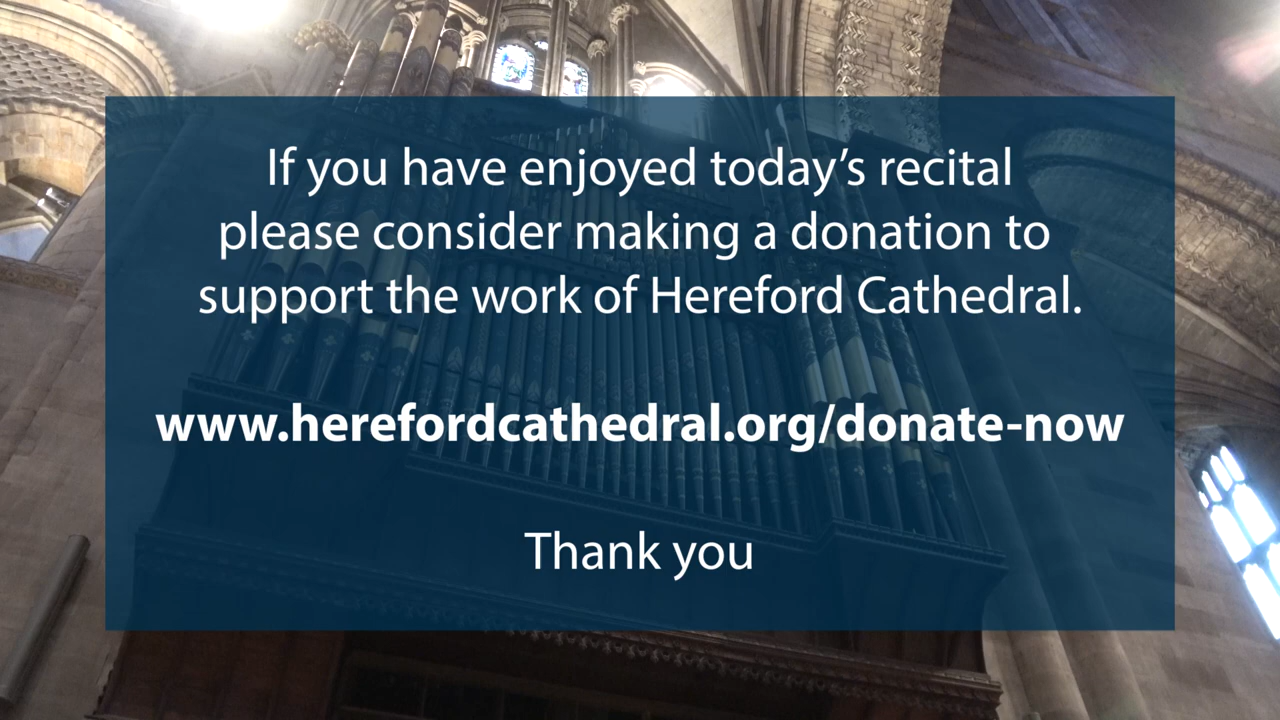 If you have enjoyed today’s recital
please consider making a donation to
support the work of Hereford Cathedral.
www.herefordcathedral.org/donate-now
Thank you